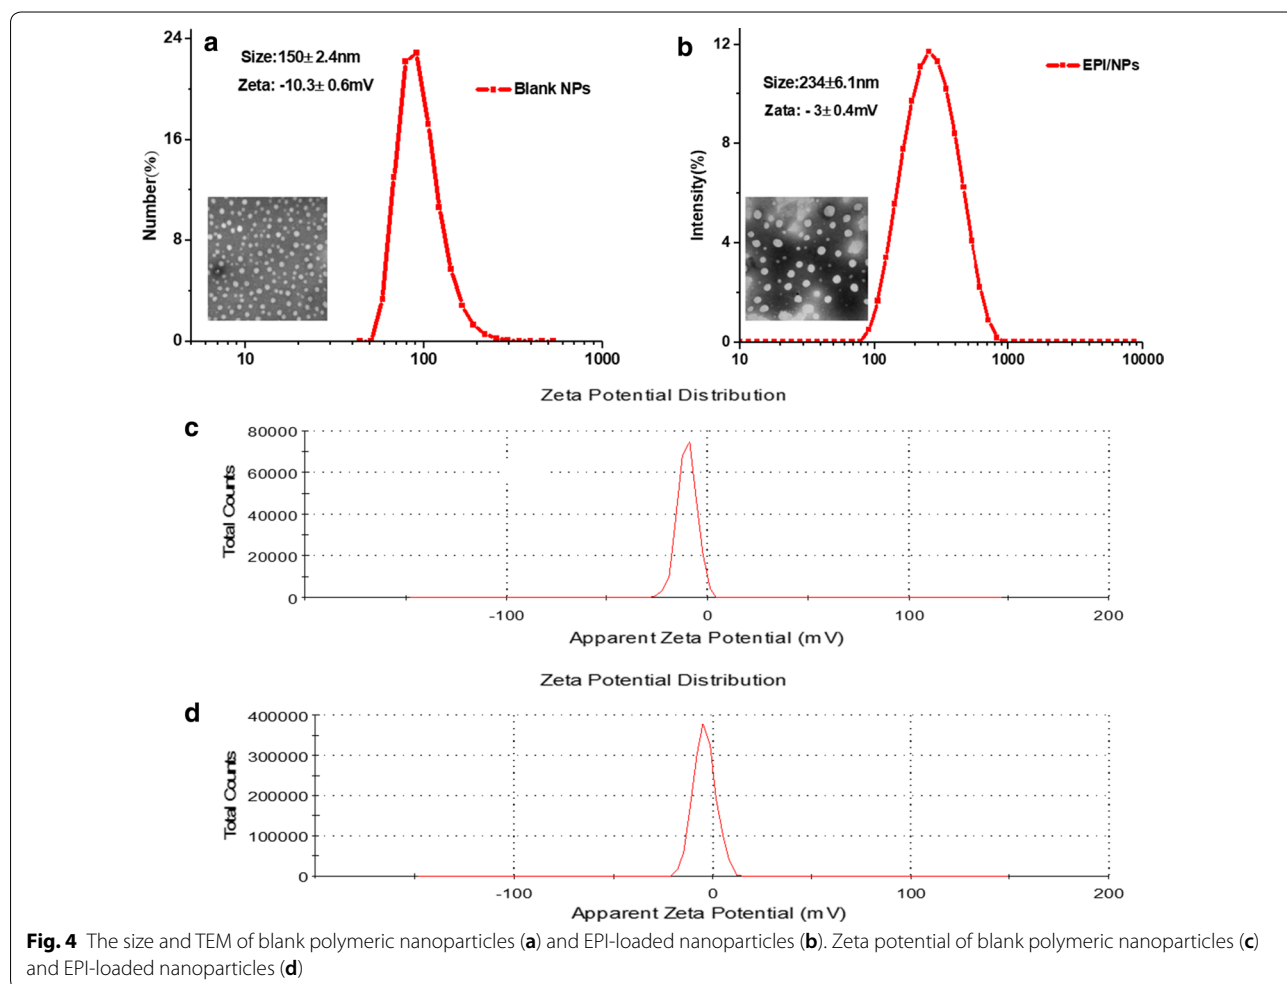 a
Size:150± 2.4nm
Zeta: -10.3± 0.6mV
Blank NPs
Number(%)
24
16
8
0
10
100
1000
b
Size:234±6.1nm
Zata: - 3±0.4mV
EPI/NPs
Intensity(%)
12
8
4
0
10
100
1000
10000
Zeta Potential Distribution
c
Total Counts
80000
60000
40000
20000
0
-100
0
100
200
Apparent Zeta Potential (mV)
Zeta Potential Distribution
d
Total Counts
400000
300000
200000
100000
0
-100
0
100
200
Apparent Zeta Potential (mV)
Fig. 4 The size and TEM of blank polymeric nanoparticles (a) and EPI-loaded nanoparticles (b). Zeta potential of blank polymeric nanoparticles (c)
and EPI-loaded nanoparticles (d)